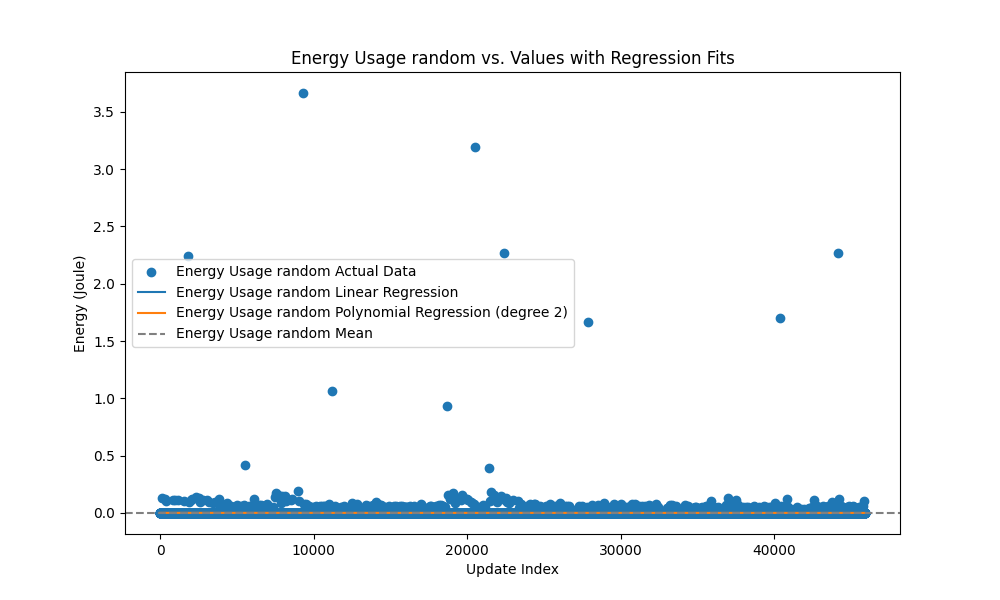 Energy Usage random vs. Values with Regression Fits
3.5
3.0
2.5
2.0
1.5
1.0
0.5
0.0
Energy (Joule)
Energy Usage random Actual Data
Energy Usage random Linear Regression
Energy Usage random Polynomial Regression (degree 2)
Energy Usage random Mean
0 10000 20000 30000 40000
Update Index